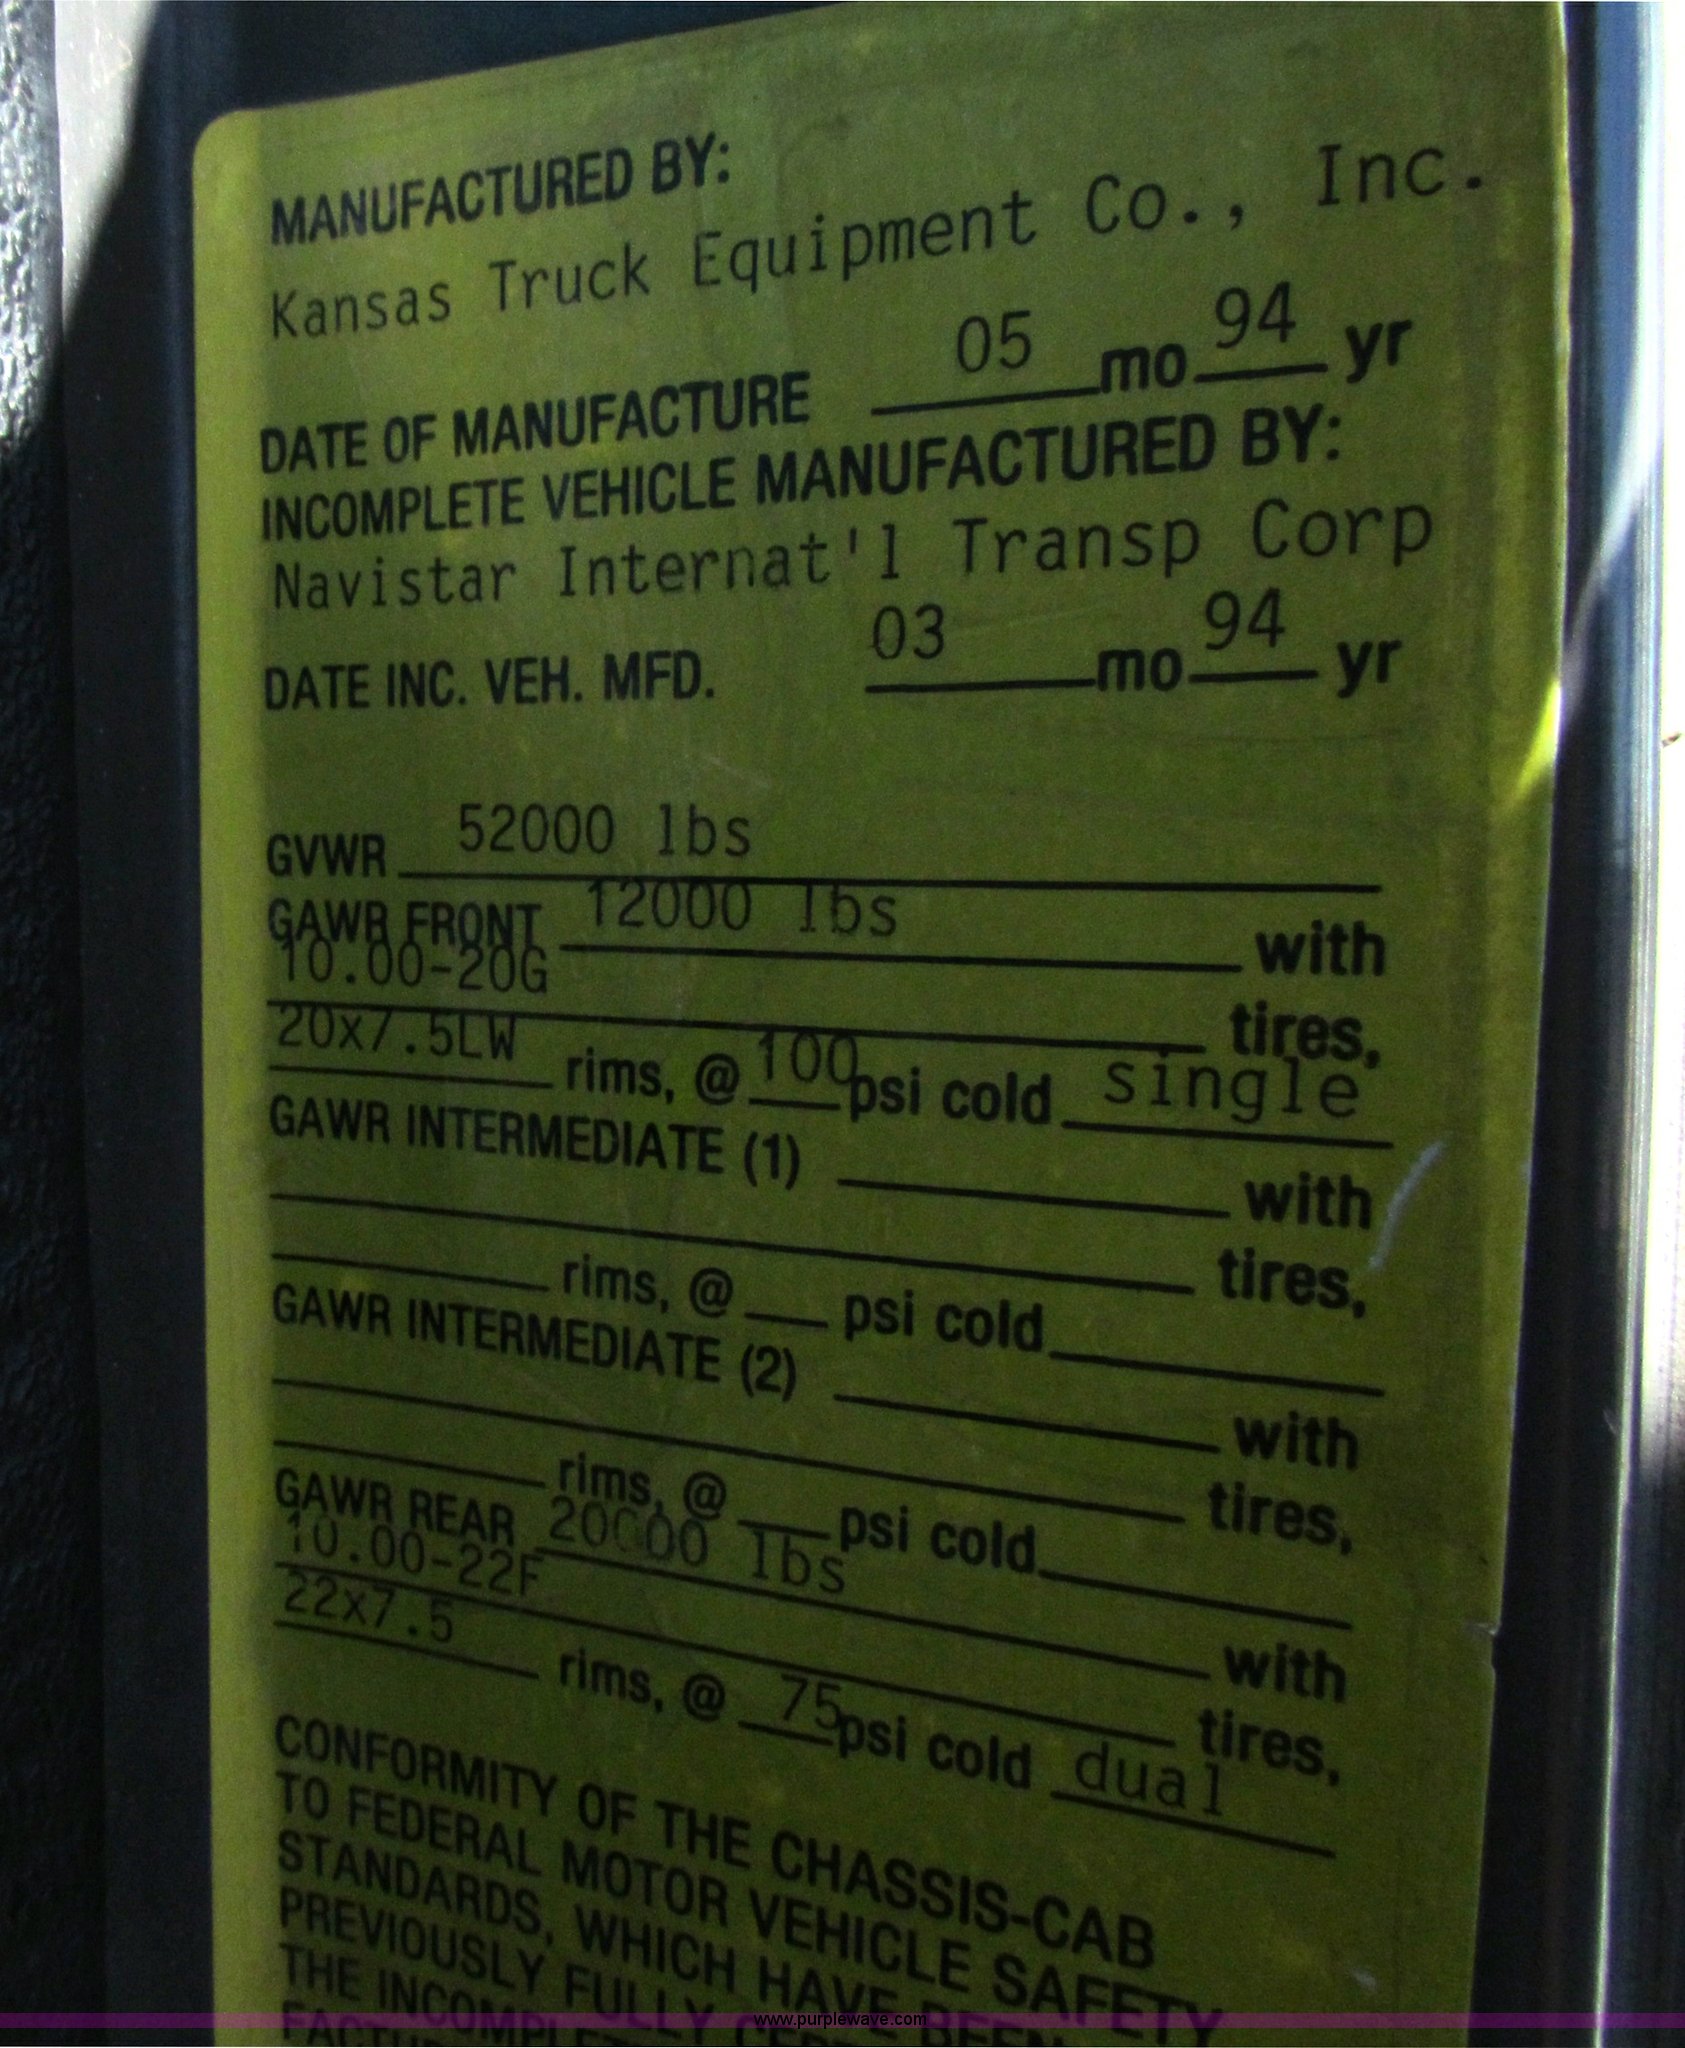 MANUFACTURED BY:
Kansas Truck Equipment Co., Inc.
DATE OF MANUFACTURE 05 mo 94 yr
INCOMPLETE VEHICLE MANUFACTURED BY:
Navistar Internat'l Transp Corp
DATE INC. VEH. MFD. 03 mo 94 yr
GVWR 52000 lbs
GAWR FRONT 12000 lbs with
10.00-20G tires,
20x7.5LW rims, @ 100 psi cold single
GAWR INTERMEDIATE (1) with
tires,
rims, @ psi cold
GAWR INTERMEDIATE (2) with
tires,
rims, @ psi cold
GAWR REAR 20000 lbs with
10.00-22F tires,
22x7.5 rims, @ 75 psi cold dual
CONFORMITY OF THE CHASSIS-CAB
TO FEDERAL MOTOR VEHICLE SAFETY
STANDARDS, WHICH HAVE BEEN
PREVIOUSLY FULLY
THE
www.purplewave.com